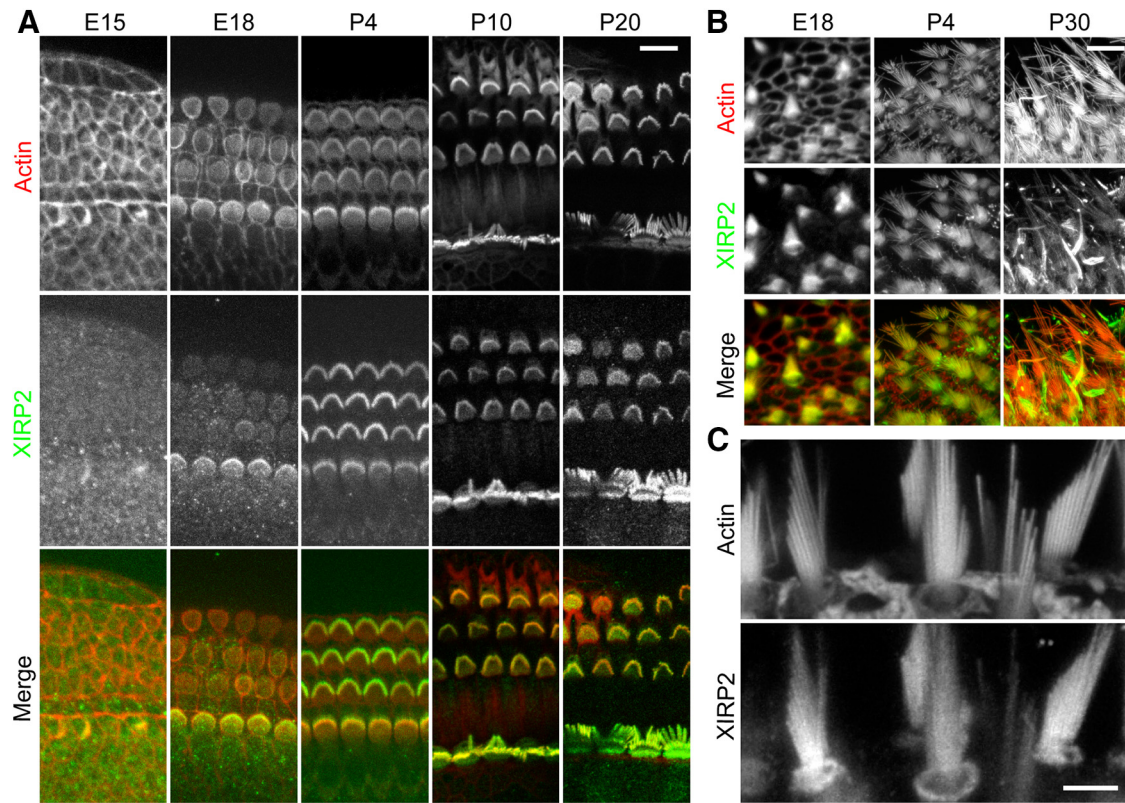 A
E15 E18 P4 P10 P20
Actin
XIRP2
Merge
B
E18 P4 P30
Actin
XIRP2
Merge
C
Actin
XIRP2